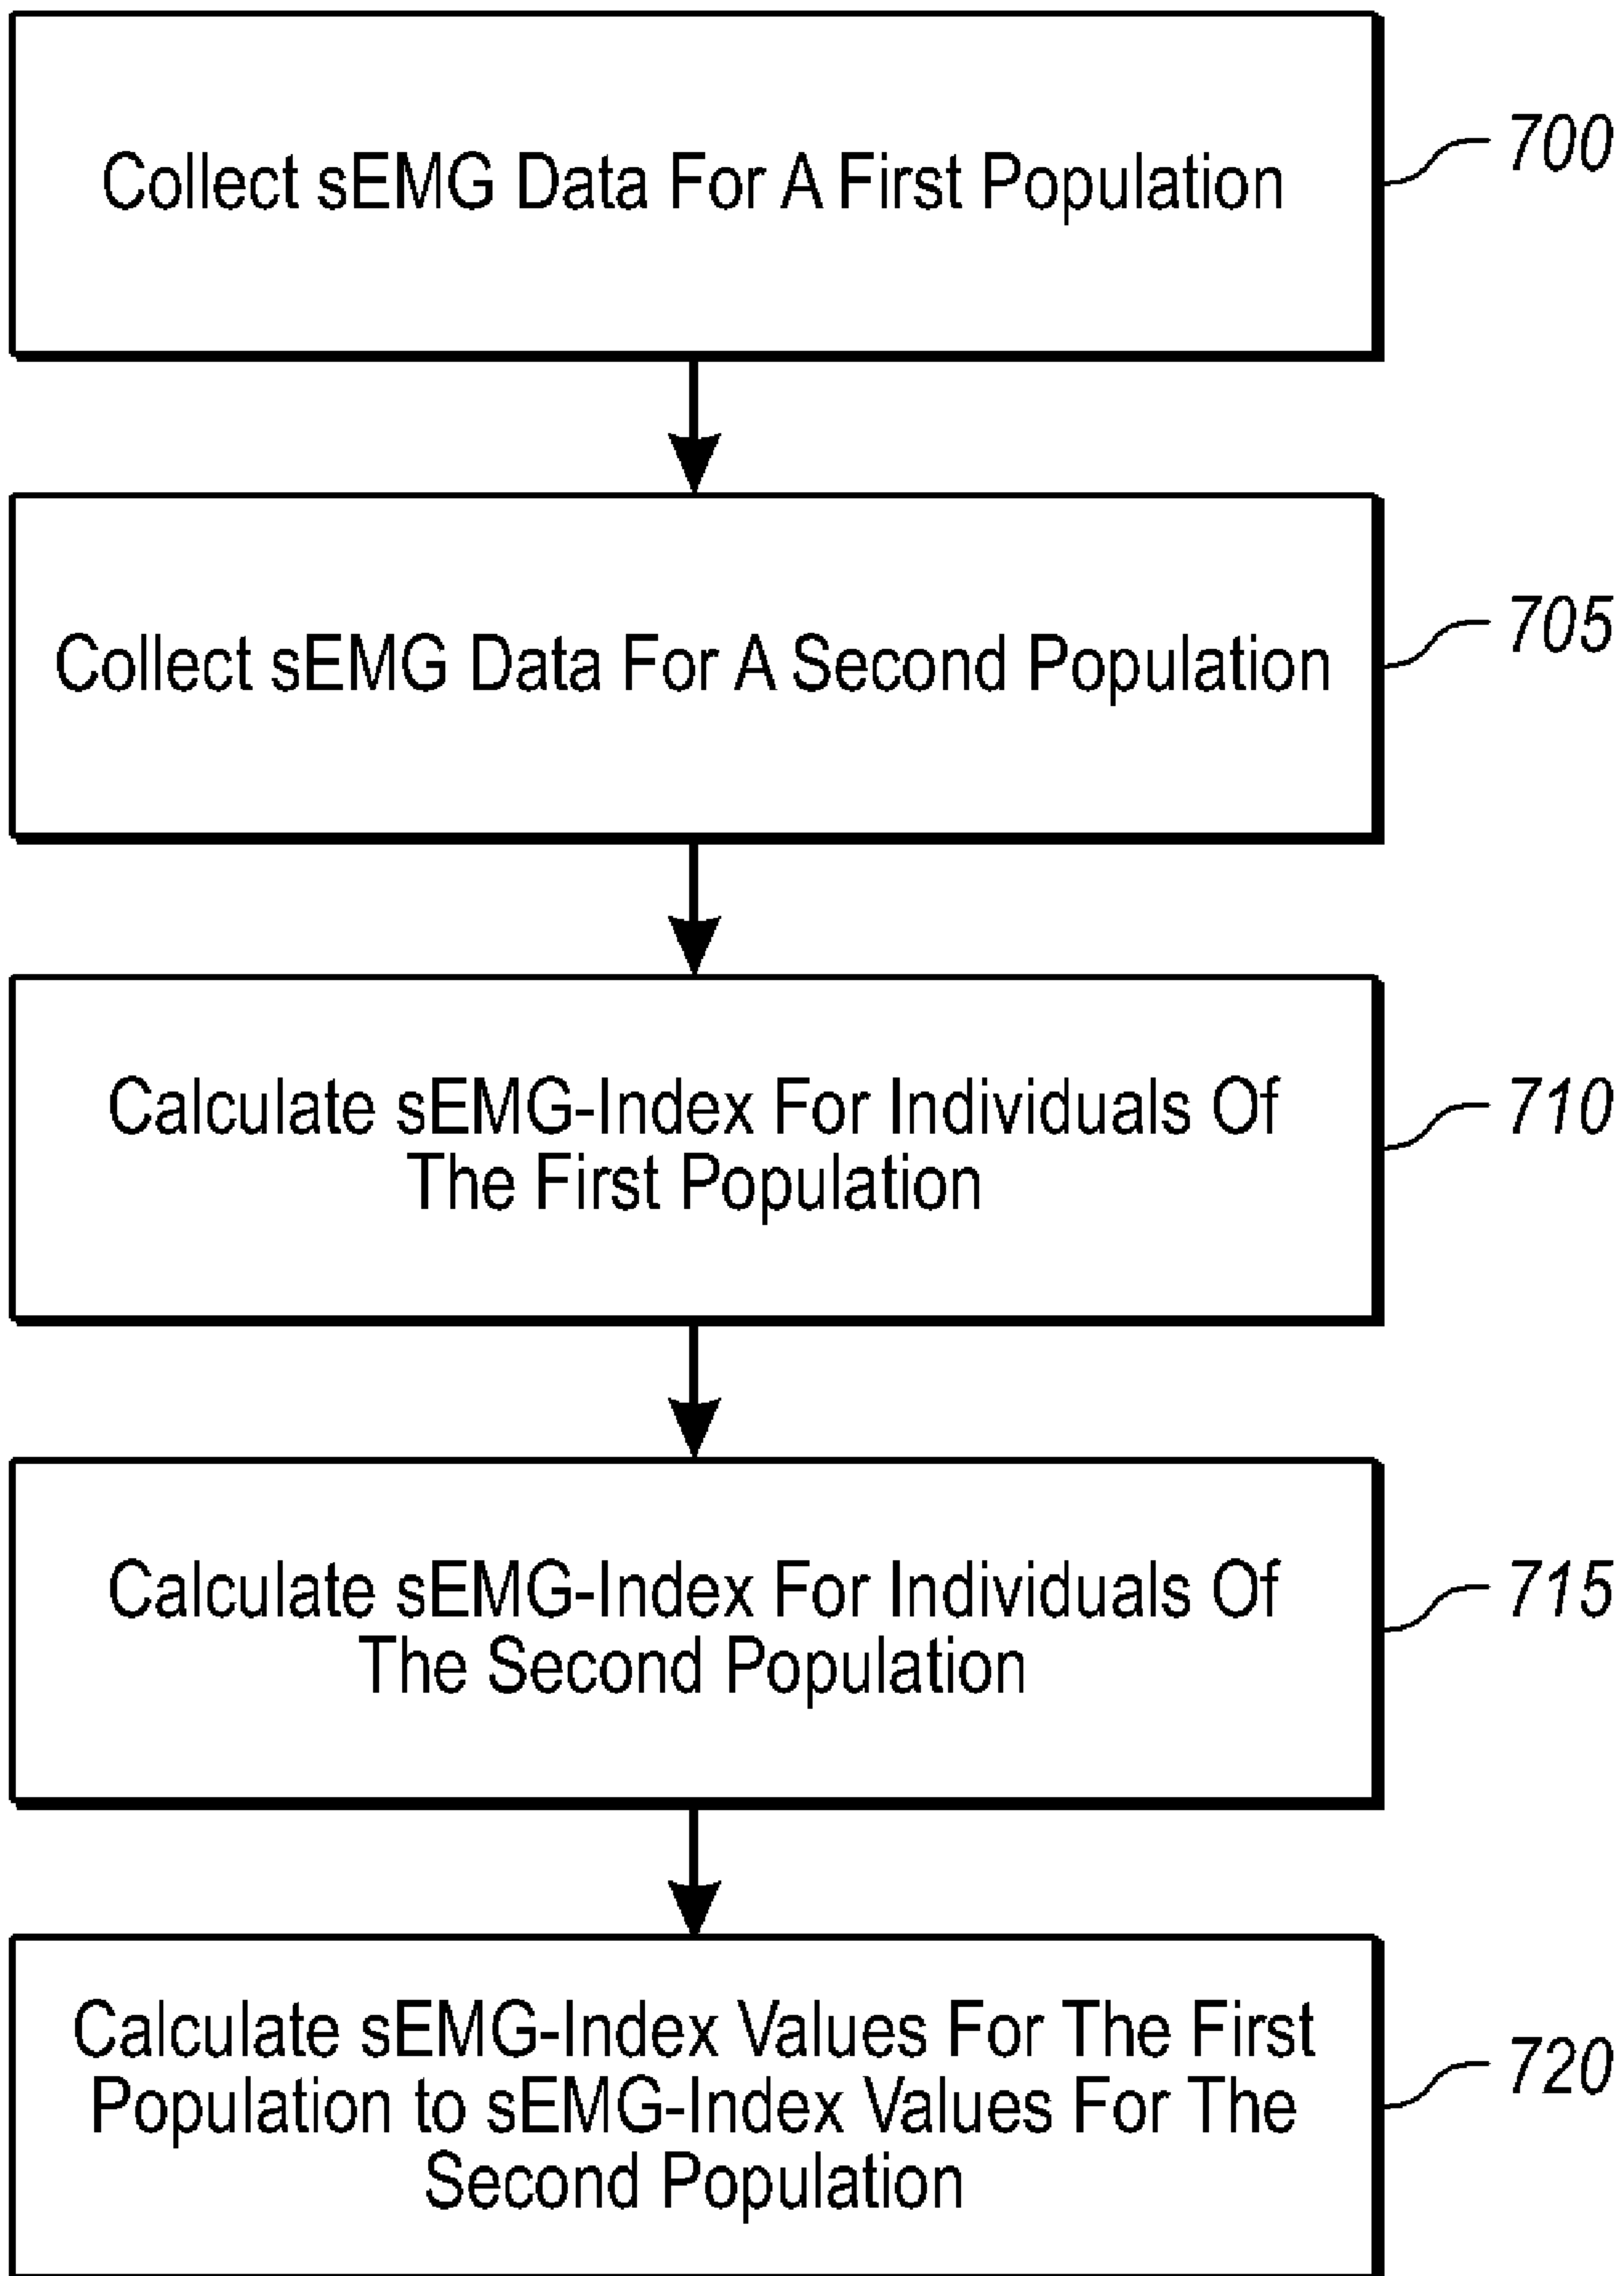 Collect sEMG Data For A First Population
700
Collect sEMG Data For A Second Population
705
Calculate sEMG-Index For Individuals Of
The First Population
710
Calculate sEMG-Index For Individuals Of
The Second Population
715
Calculate sEMG-Index Values For The First
Population to sEMG-Index Values For The
Second Population
720